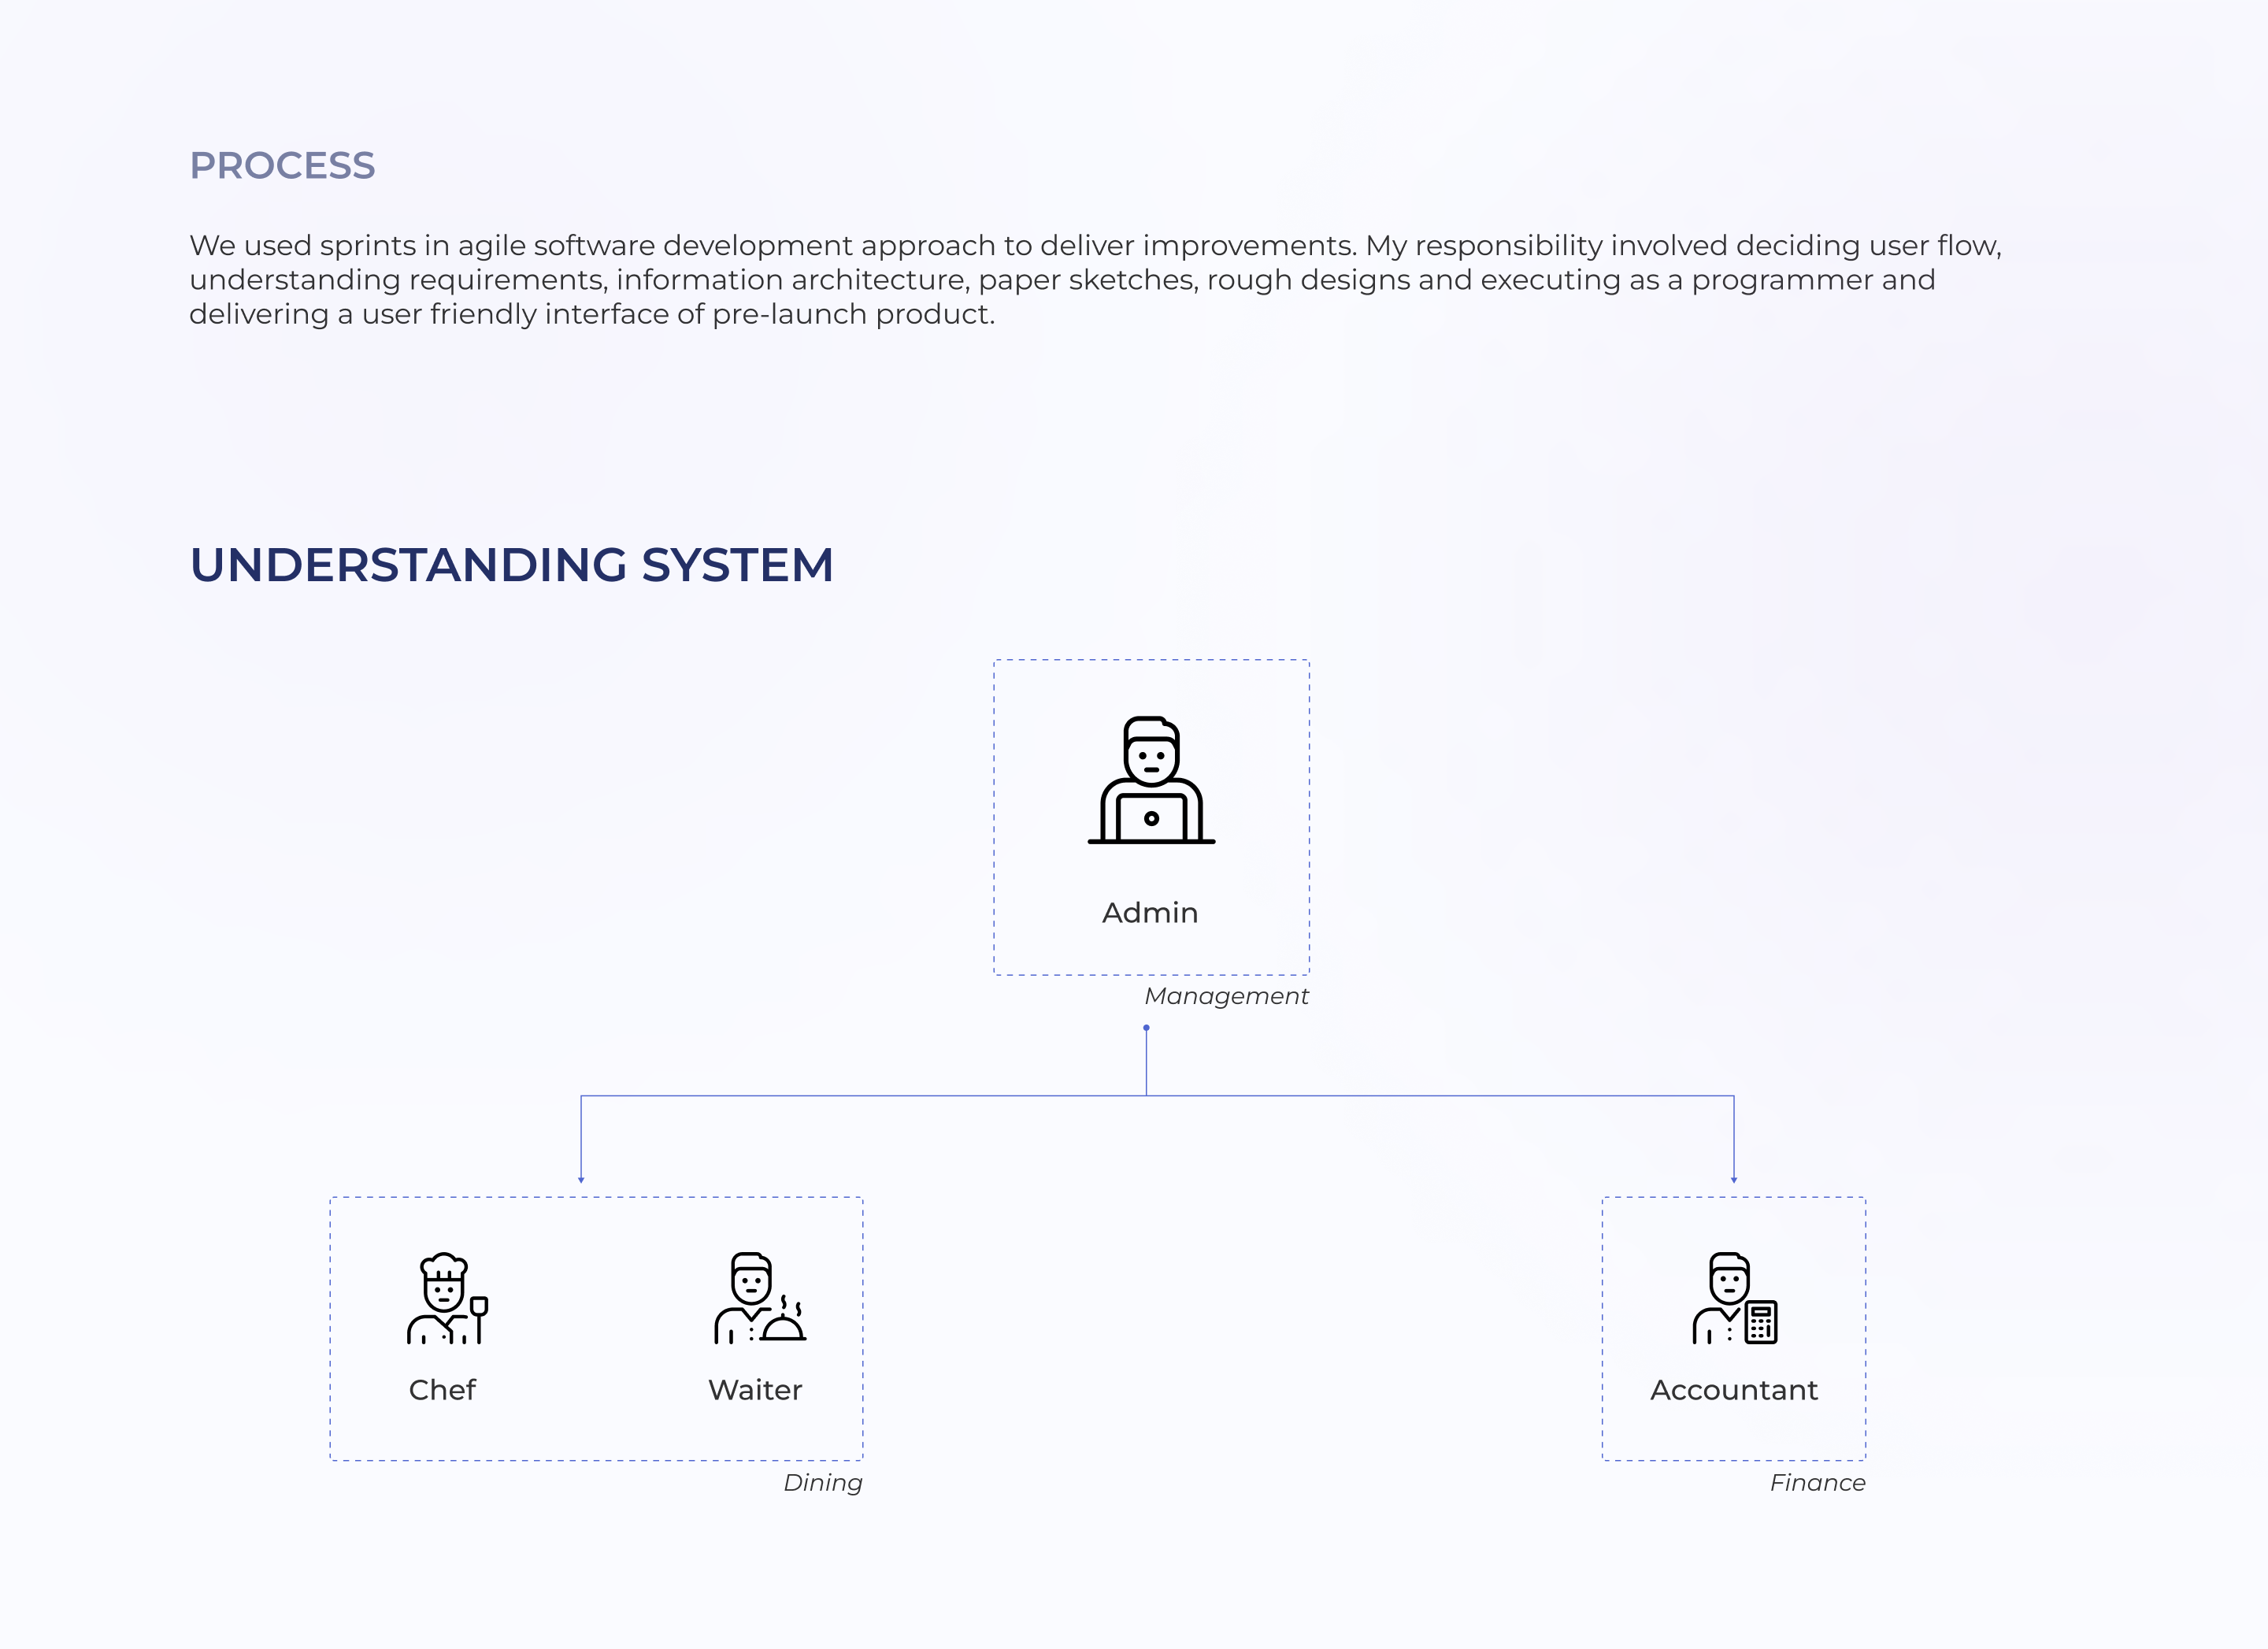 PROCESS
We used sprints in agile software development approach to deliver improvements. My responsibility involved deciding user flow,
understanding requirements, information architecture, paper sketches, rough designs and executing as a programmer and
delivering a user friendly interface of pre-launch product.
UNDERSTANDING SYSTEM
Admin
Management
Chef
Waiter
Dining
Accountant
Finance